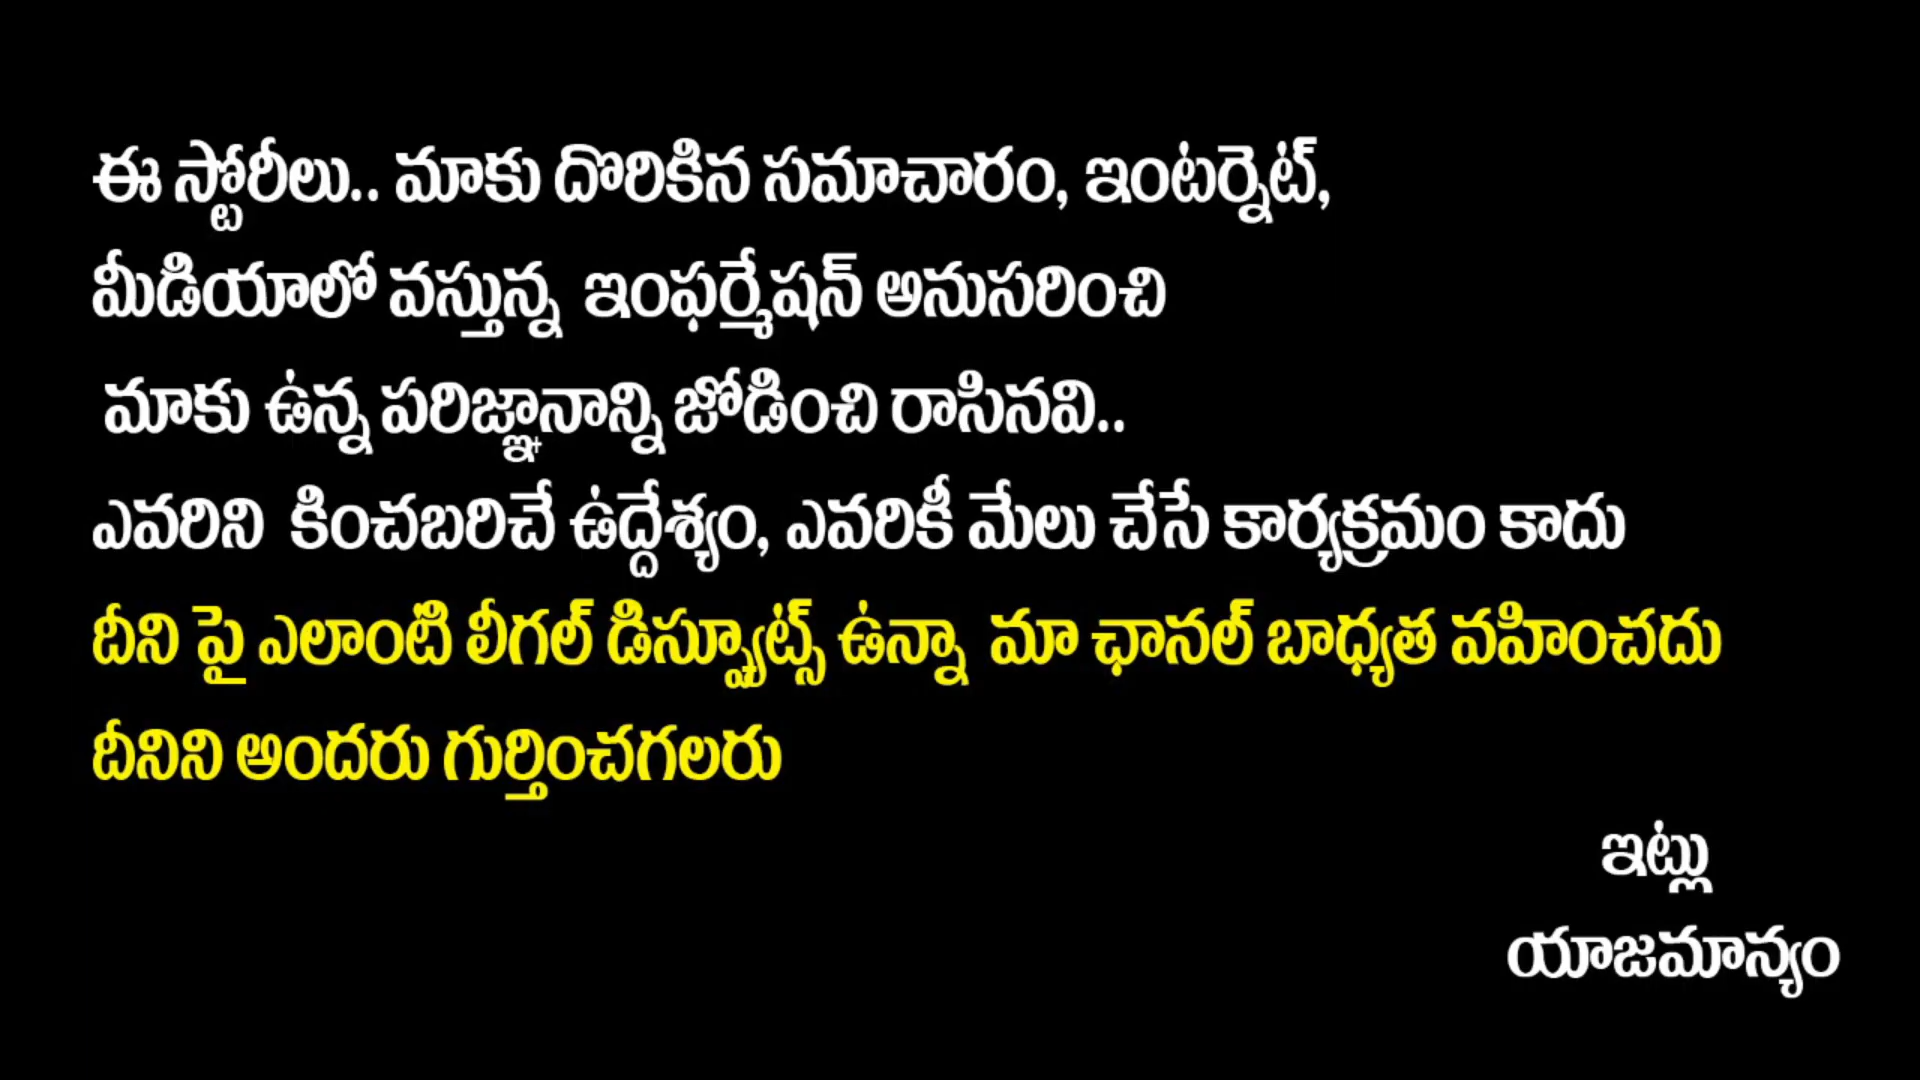 ఈ స్టోరీలు.. మాకు దొరికిన సమాచారం, ఇంటర్నెట్,
మీడియాలో వస్తున్న ఇంఫర్మేషన్ అనుసరించి
మాకు ఉన్న పరిజ్ఞానాన్ని జోడించి రాసినవి..
ఎవరిని కించబరిచే ఉద్దేశ్యం, ఎవరికీ మేలు చేసే కార్యక్రమం కాదు
దీని పై ఎలాంటి లీగల్ డిస్ప్యూట్స్ ఉన్నా మా ఛానల్ బాధ్యత వహించదు
దీనిని అందరు గుర్తించగలరు
ఇట్లు
యాజమాన్యం